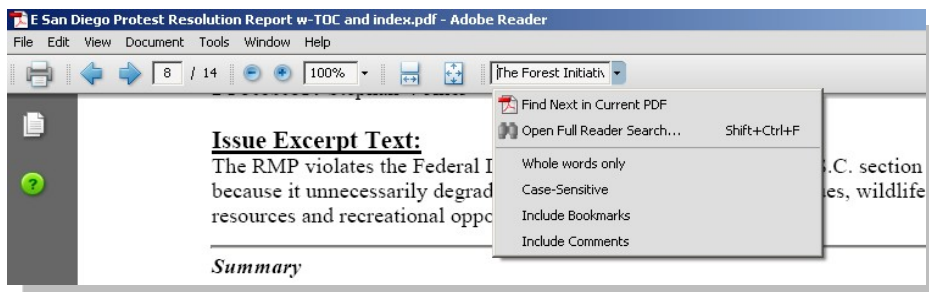 E San Diego Protest Resolution Report w-TOC and index.pdf - Adobe Reader
File Edit View Document Tools Window Help
8 / 14 100% The Forest Initiativ
Find Next in Current PDF
Open Full Reader Search... Shift+Ctrl+F
Whole words only
Case-Sensitive
Include Bookmarks
Include Comments
Issue Excerpt Text:
The RMP violates the Federal .C. section
because it unnecessarily degrad es, wildlife
resources and recreational oppo
Summary